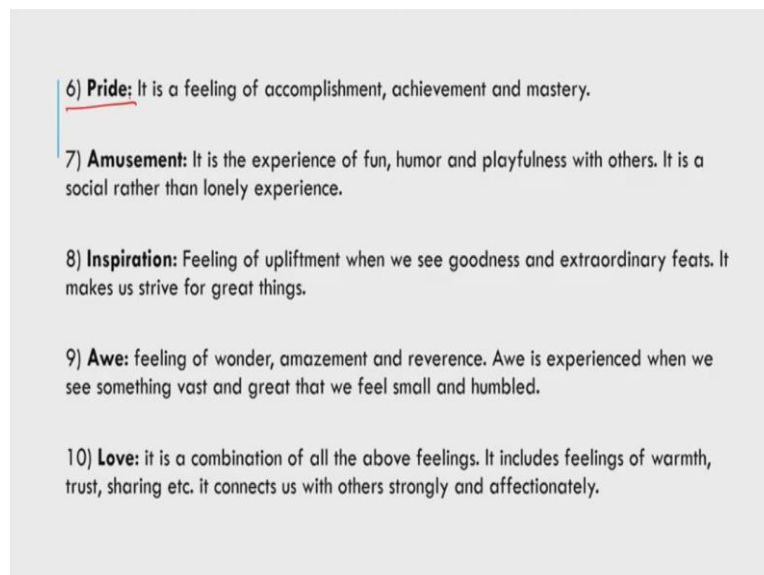 6) Pride: It is a feeling of accomplishment, achievement and mastery.
7) Amusement: It is the experience of fun, humor and playfulness with others. It is a
social rather than lonely experience.
8) Inspiration: Feeling of upliftment when we see goodness and extraordinary feats. It
makes us strive for great things.
9) Awe: feeling of wonder, amazement and reverence. Awe is experienced when we
see something vast and great that we feel small and humbled.
10) Love: it is a combination of all the above feelings. It includes feelings of warmth,
trust, sharing etc. it connects us with others strongly and affectionately.